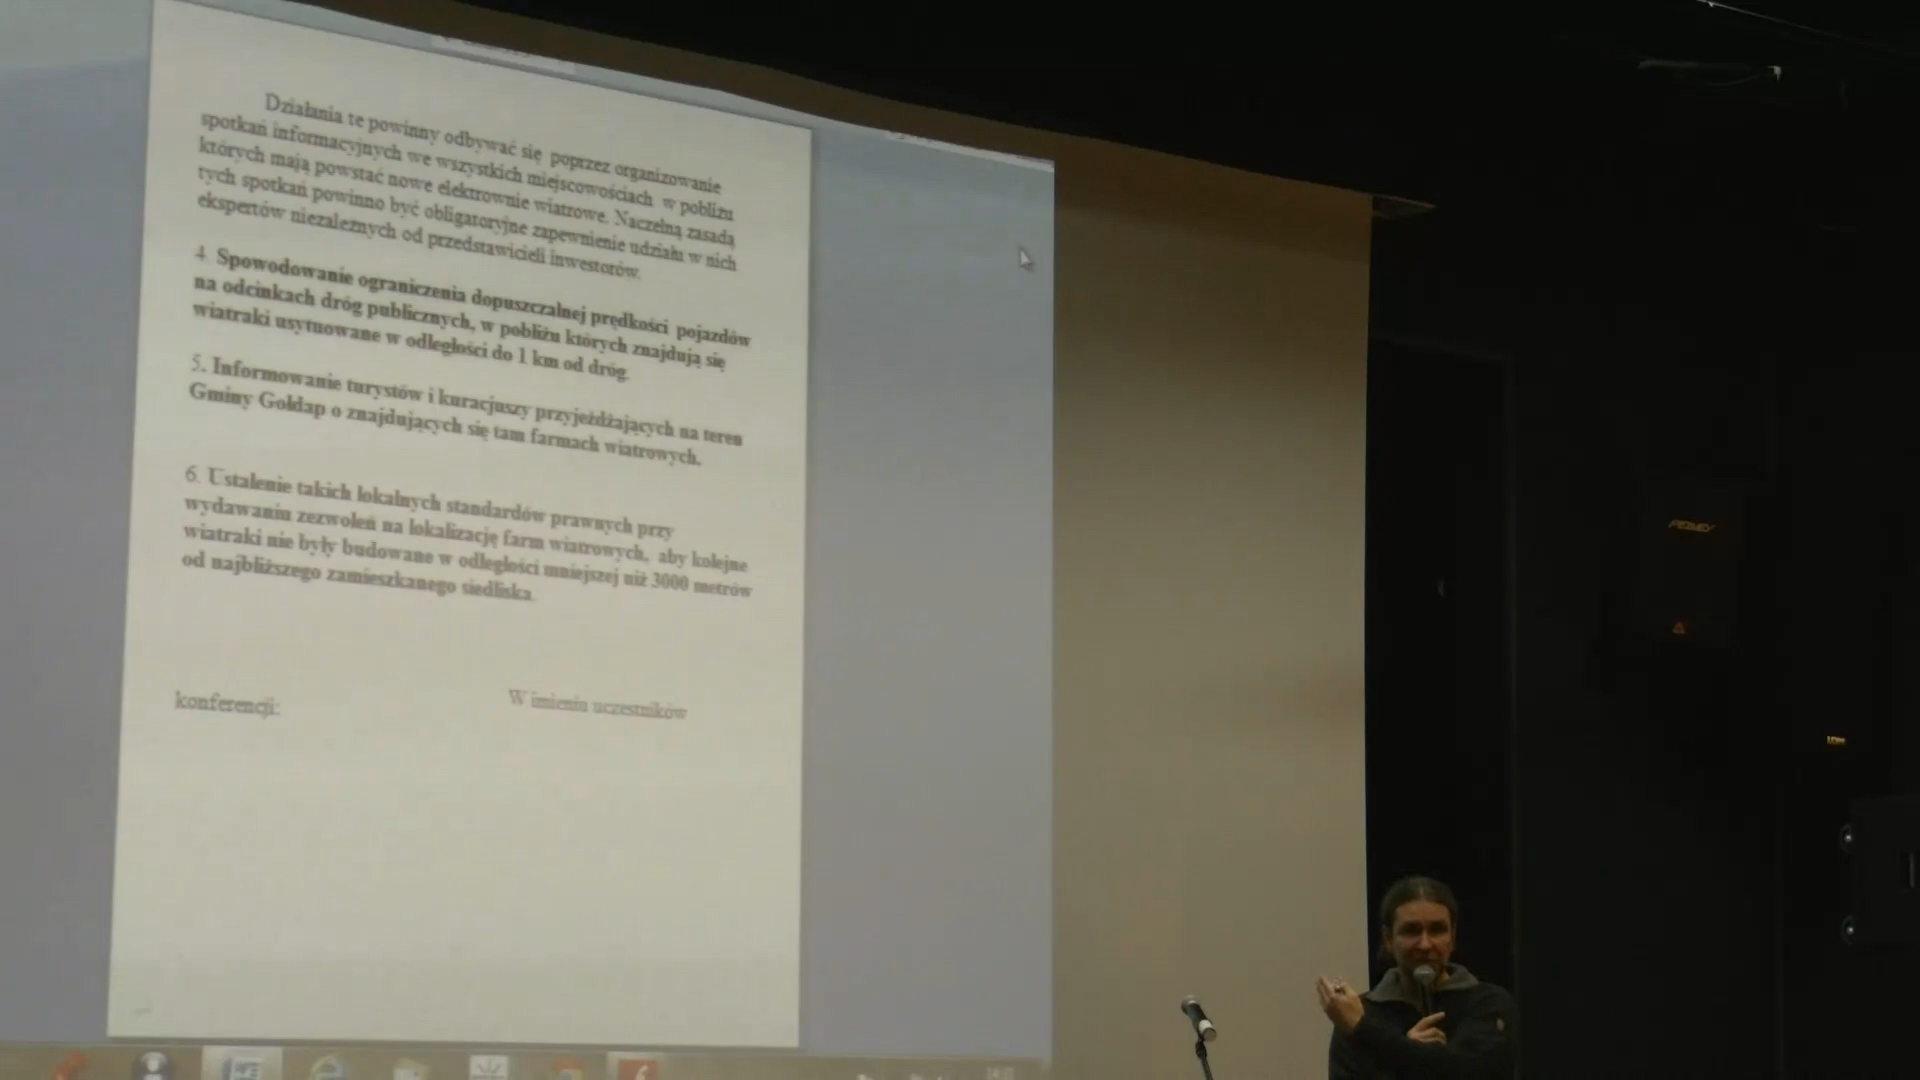 Działania te powinny odbywać się poprzez organizowanie
spotkań informacyjnych we wszystkich miejscowościach w pobliżu
których mają powstać nowe elektrownie wiatrowe. Naczelną zasadą
tych spotkań powinno być obligatoryjne zapewnienie udziału w nich
ekspertów niezależnych od przedstawicieli inwestorów.
4. Spowodowanie ograniczenia dopuszczalnej prędkości pojazdów
na odcinkach dróg publicznych, w pobliżu których znajdują się
wiatraki usytuowane w odległości do 1 km od dróg.
5. Informowanie turystów i kuracjuszy przyjeżdżających na teren
Gminy Gołdap o znajdujących się tam farmach wiatrowych.
6. Ustalenie takich lokalnych standardów prawnych przy
wydawaniu zezwoleń na lokalizację farm wiatrowych, aby kolejne
wiatraki nie były budowane w odległości mniejszej niż 3000 metrów
od najbliższego zamieszkanego siedliska.
W imieniu uczestników
konferencji:
PEAVEY